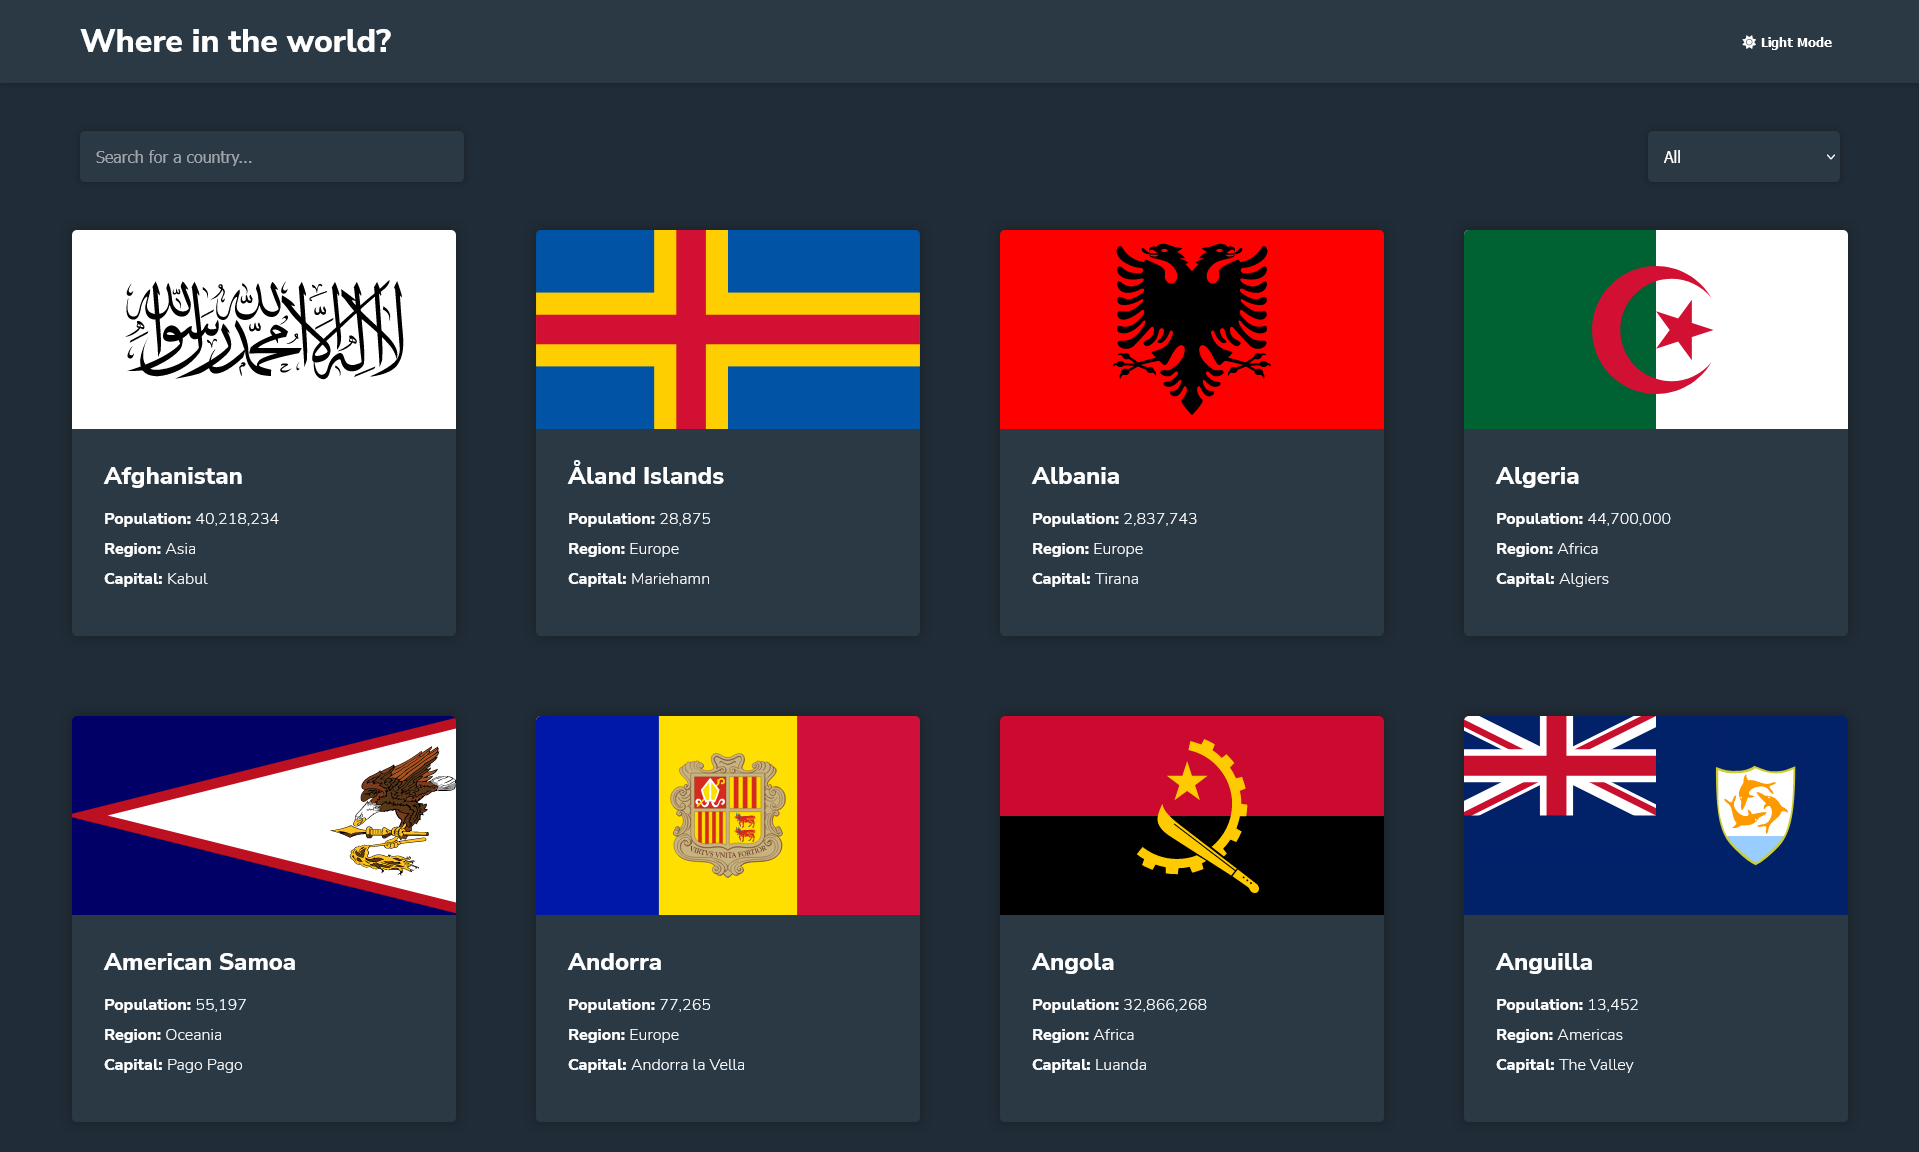 Where in the world?
Light Mode
Search for a country...
All
لا إله إلا الله محمد رسول الله
Afghanistan
Population: 40,218,234
Region: Asia
Capital: Kabul
Åland Islands
Population: 28,875
Region: Europe
Capital: Mariehamn
Albania
Population: 2,837,743
Region: Europe
Capital: Tirana
Algeria
Population: 44,700,000
Region: Africa
Capital: Algiers
American Samoa
Population: 55,197
Region: Oceania
Capital: Pago Pago
VIRTVS VNITA FORTIOR
Andorra
Population: 77,265
Region: Europe
Capital: Andorra la Vella
Angola
Population: 32,866,268
Region: Africa
Capital: Luanda
Anguilla
Population: 13,452
Region: Americas
Capital: The Valley